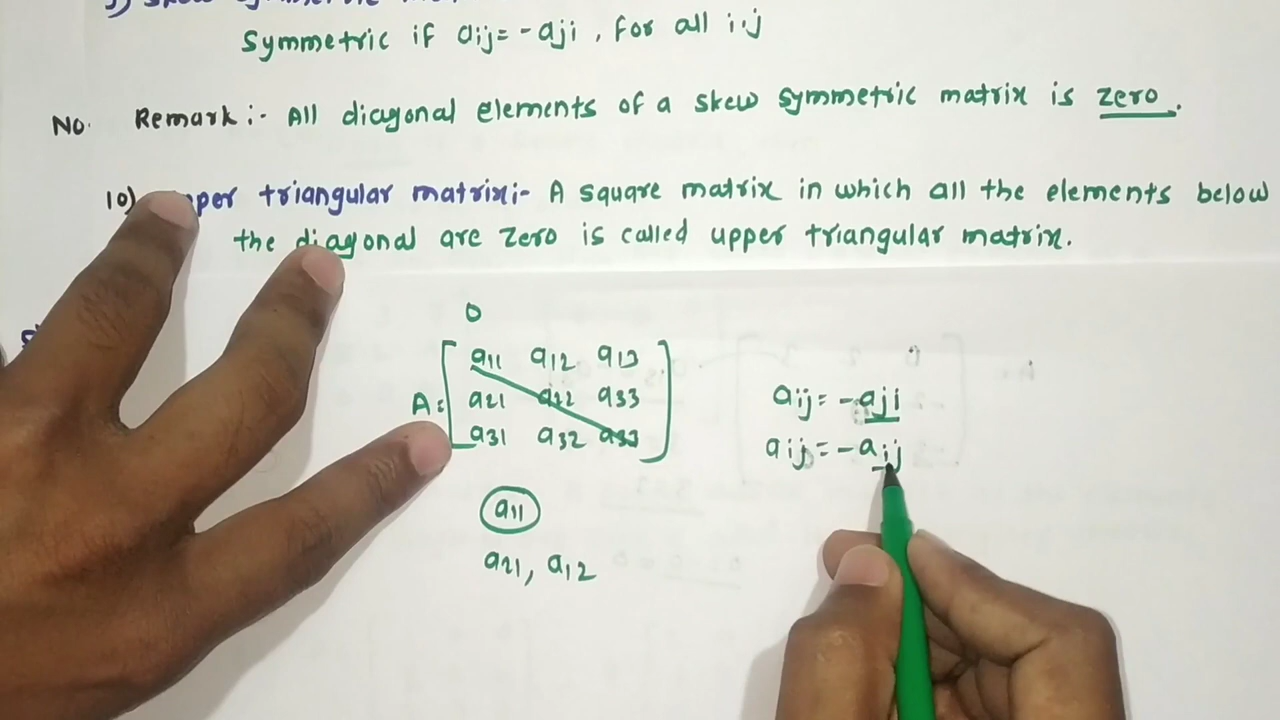 Symmetric if aij = -aji , For all i.j
No. Remark :- All diagonal elements of a skew symmetric matrix is zero.
10) upper triangular matrix:- A square matrix in which all the elements below
the diagonal are zero is called upper triangular matrix.
0
a11 a12 a13
A= a21 a22 a33
a31 a32 a33
aij = -aji
aij = -aij
a11
a21, a12